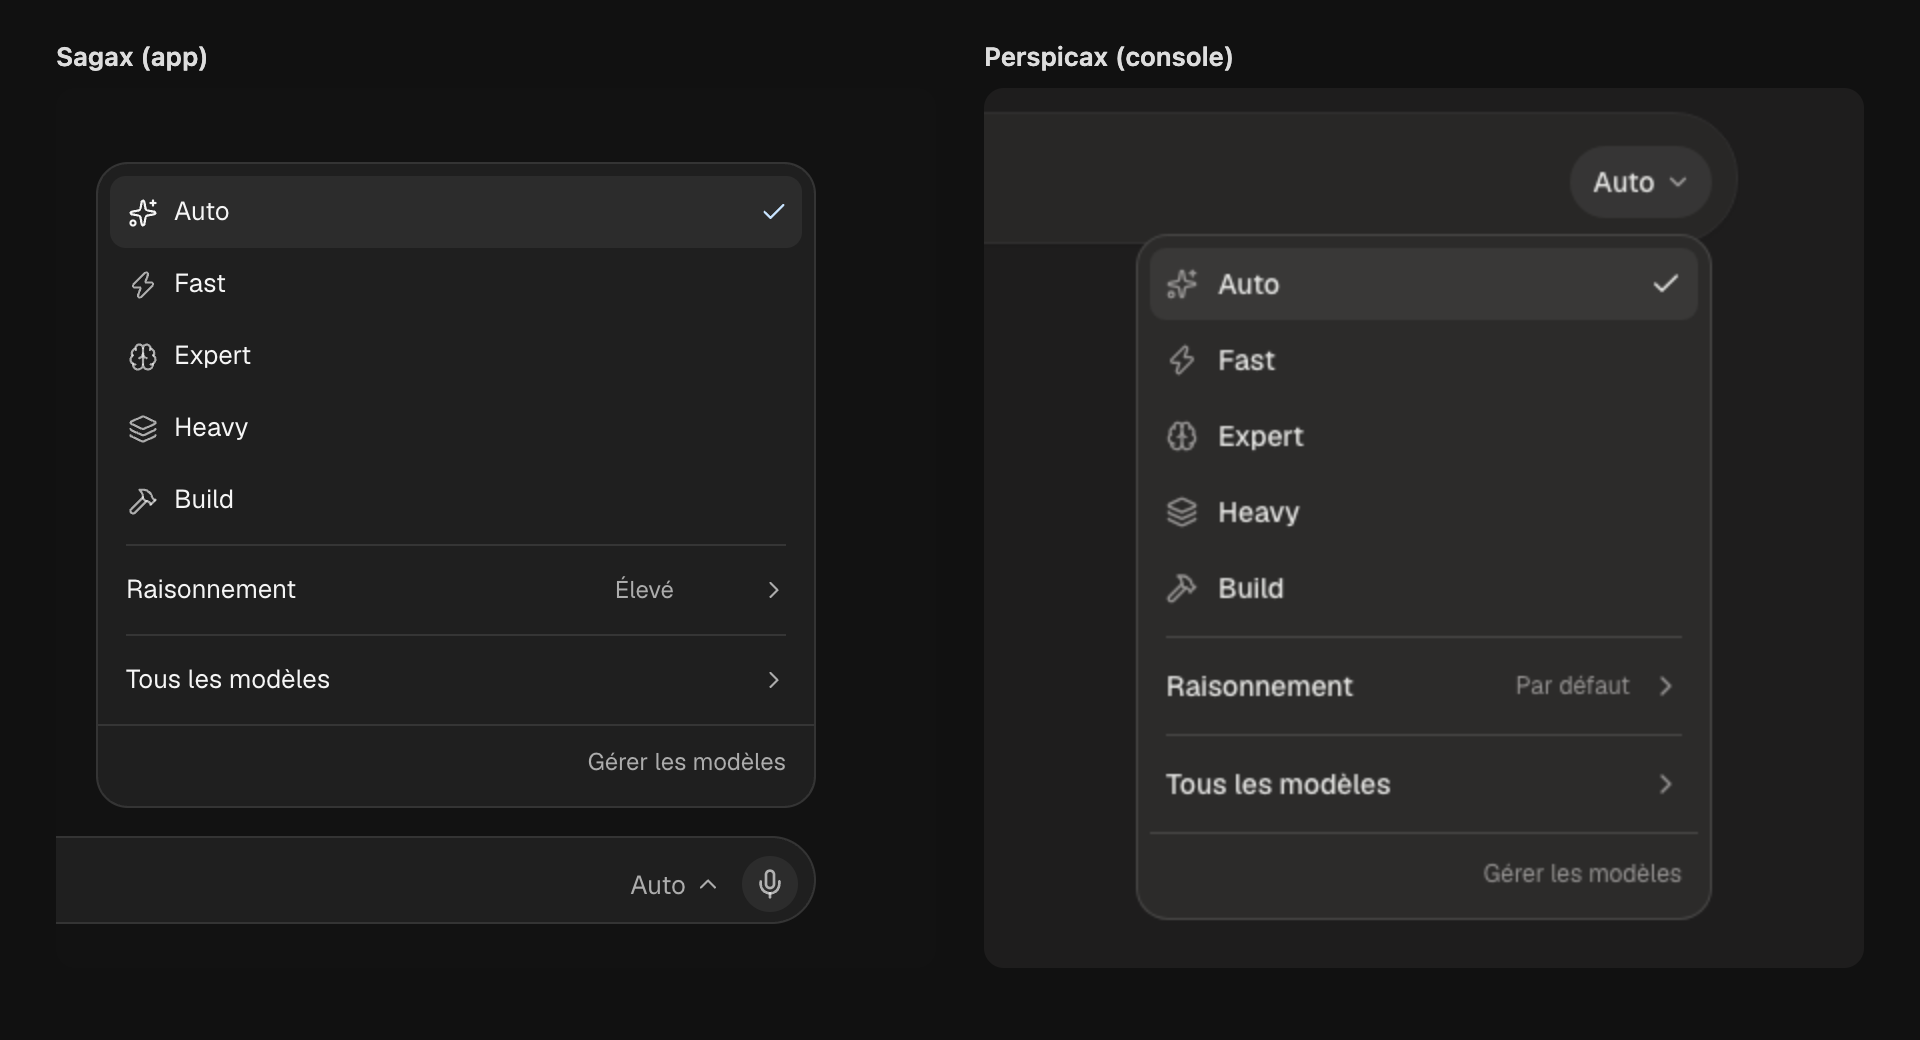 Sagax (app)
Auto
Fast
Expert
Heavy
Build
Raisonnement Élevé
Tous les modèles
Gérer les modèles
Auto
Perspicax (console)
Auto
Auto
Fast
Expert
Heavy
Build
Raisonnement Par défaut
Tous les modèles
Gérer les modèles